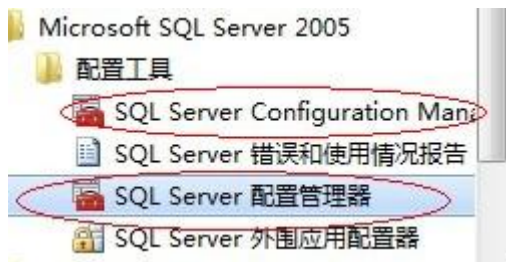 Microsoft SQL Server 2005
配置工具
SQL Server Configuration Mana
SQL Server 错误和使用情况报告
SQL Server 配置管理器
SQL Server 外围应用配置器